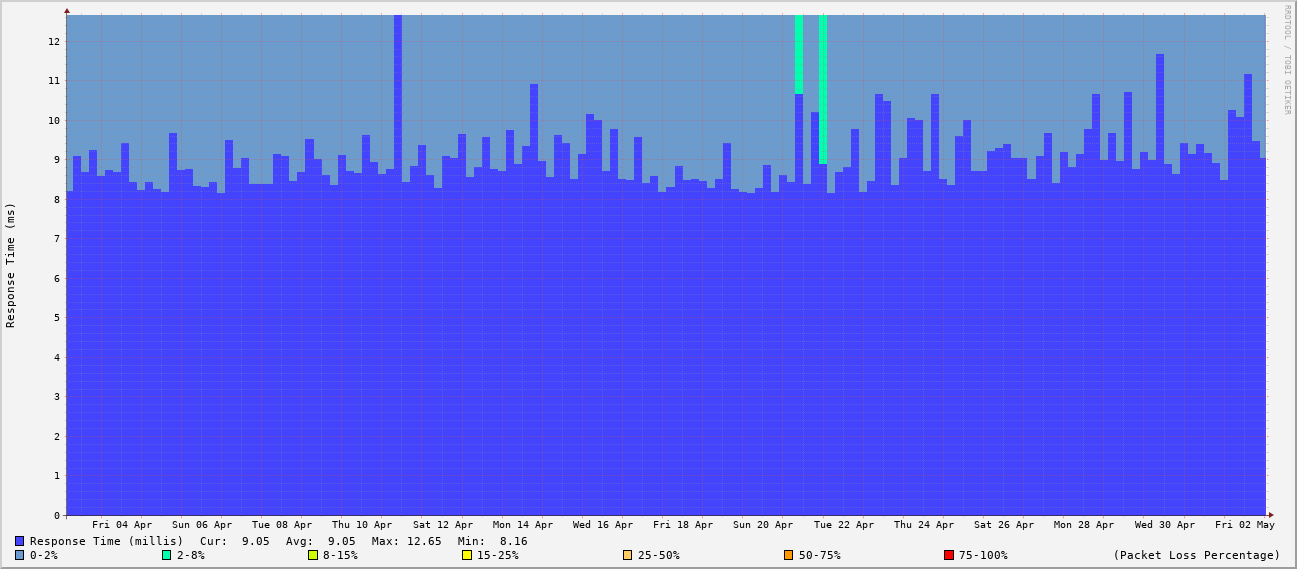 RRDTOOL / TOBI OETIKER
Response Time (ms)
12
11
10
9
8
7
6
5
4
3
2
1
0
Fri 04 Apr Sun 06 Apr Tue 08 Apr Thu 10 Apr Sat 12 Apr Mon 14 Apr Wed 16 Apr Fri 18 Apr Sun 20 Apr Tue 22 Apr Thu 24 Apr Sat 26 Apr Mon 28 Apr Wed 30 Apr Fri 02 May
Response Time (millis) Cur: 9.05 Avg: 9.05 Max: 12.65 Min: 8.16
0-2% 2-8% 8-15% 15-25% 25-50% 50-75% 75-100% (Packet Loss Percentage)